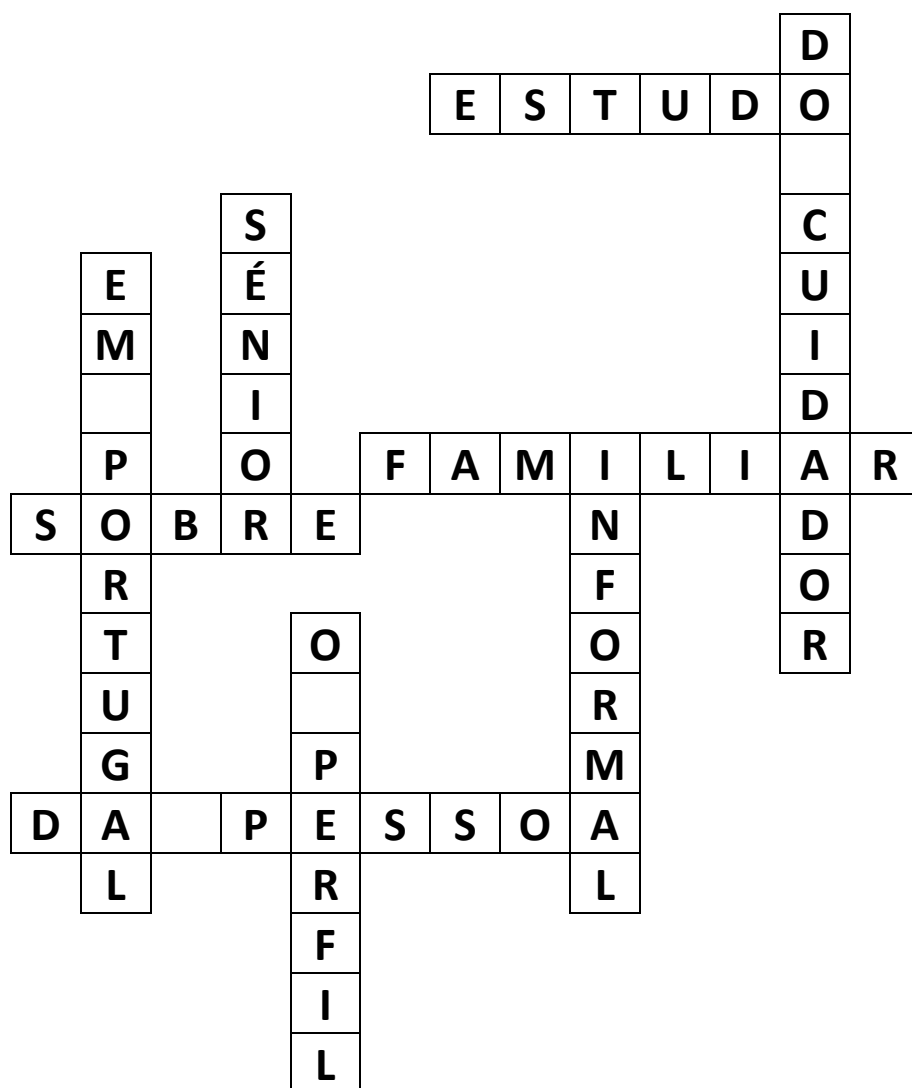 ESTUDO
SOBRE
O PERFIL
DO CUIDADOR
FAMILIAR
INFORMAL
DA PESSOA
SÉNIOR
EM PORTUGAL